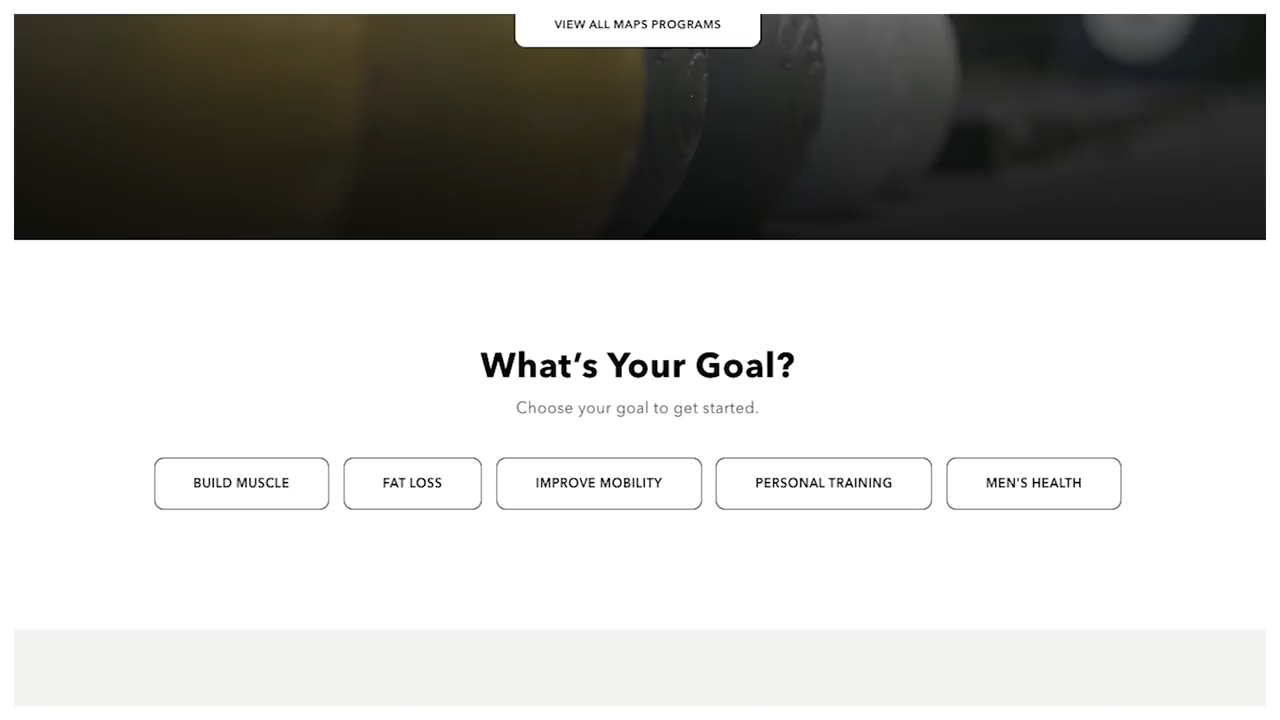 VIEW ALL MAPS PROGRAMS
What's Your Goal?
Choose your goal to get started.
BUILD MUSCLE
FAT LOSS
IMPROVE MOBILITY
PERSONAL TRAINING
MEN'S HEALTH